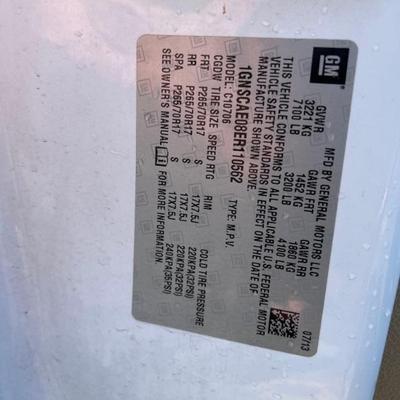 GM
MFD BY GENERAL MOTORS LLC 07/13
GVWR GAWR FRT GAWR RR
3221 KG 1452 KG 1860 KG
7100 LB 3200 LB 4100 LB
THIS VEHICLE CONFORMS TO ALL APPLICABLE U.S. FEDERAL MOTOR
VEHICLE SAFETY STANDARDS IN EFFECT ON THE DATE OF
MANUFACTURE SHOWN ABOVE.
1GNSCAE08ER110562 TYPE: M.P.V.
MODEL: C10706
CGDW TIRE SIZE SPEED RTG RIM COLD TIRE PRESSURE
FRT P265/70R17 S 17X7.5J 220KPA(32PSI)
RR P265/70R17 S 17X7.5J 220KPA(32PSI)
SPA P265/70R17 S 17X7.5J 240KPA(35PSI)
SEE OWNER'S MANUAL FOR MORE INFORMATION.